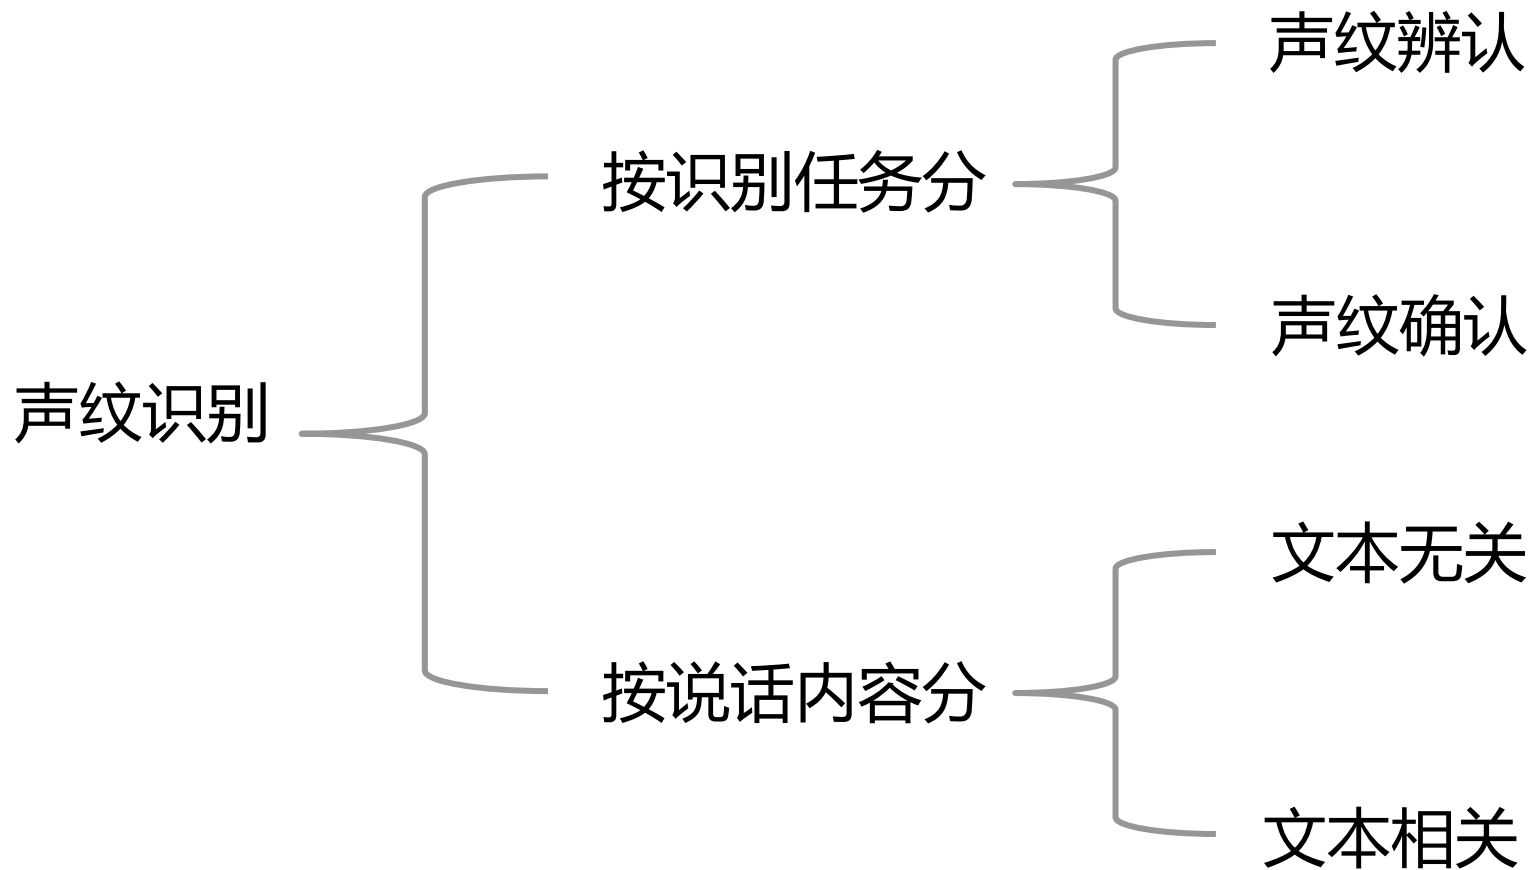 声纹识别
按识别任务分
声纹辨认
声纹确认
按说话内容分
文本无关
文本相关